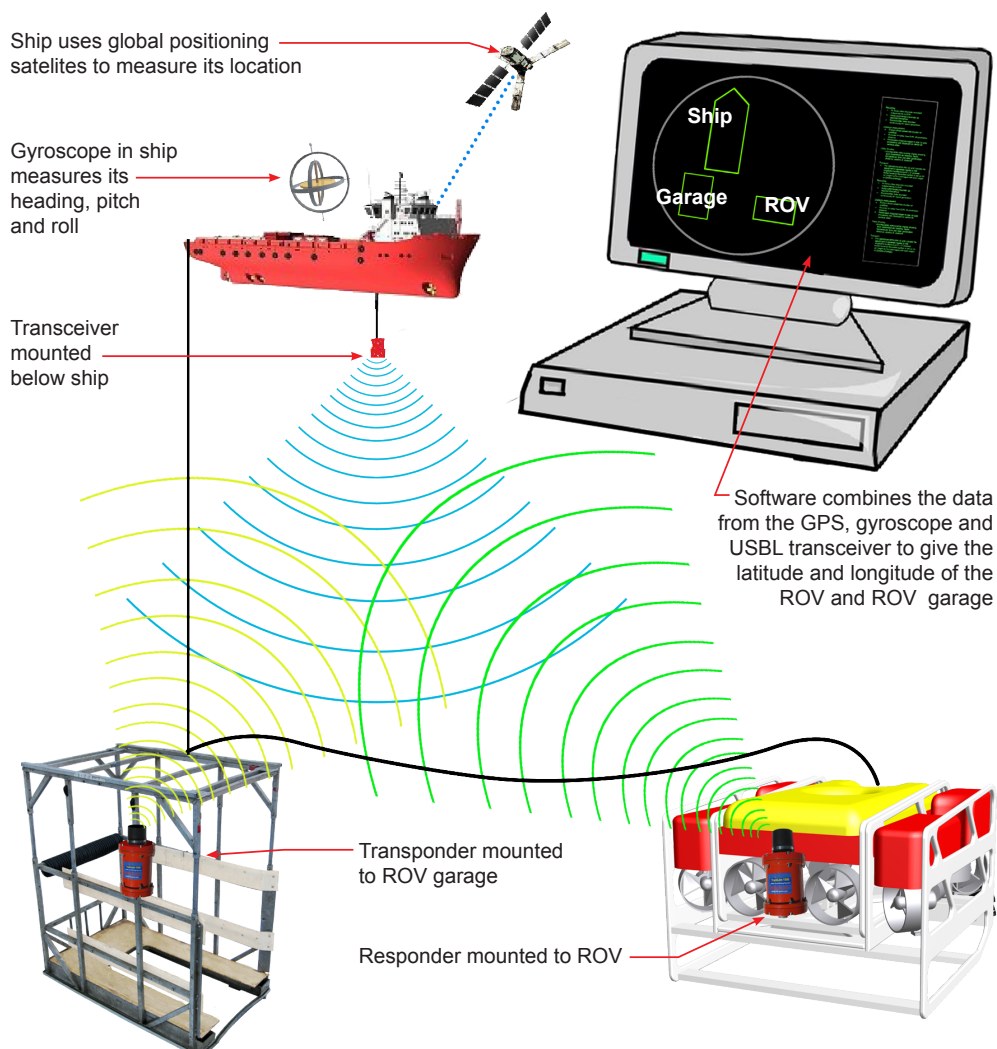 Ship uses global positioning
satelites to measure its location
Gyroscope in ship
measures its
heading, pitch
and roll
Transceiver
mounted
below ship
Ship
Garage
ROV
Software combines the data
from the GPS, gyroscope and
USBL transceiver to give the
latitude and longitude of the
ROV and ROV garage
Transponder mounted
to ROV garage
Responder mounted to ROV